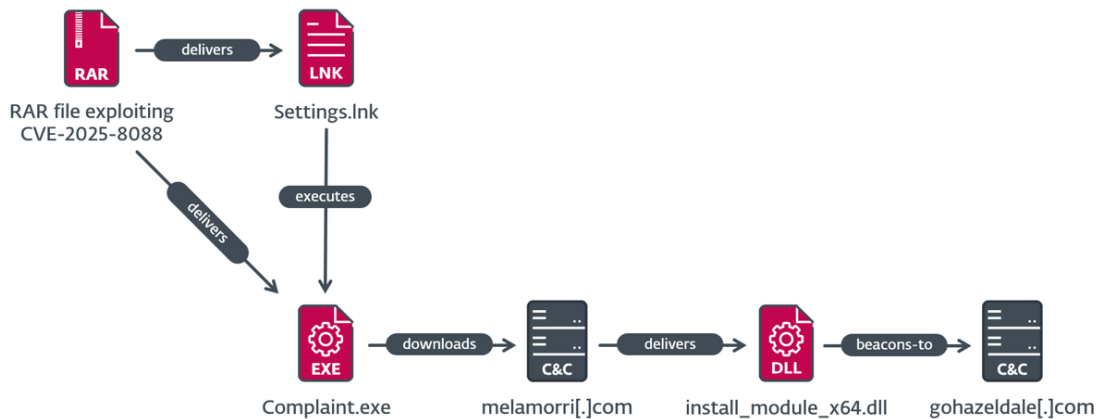 RAR
delivers
LNK
RAR file exploiting
CVE-2025-8088
Settings.lnk
delivers
executes
EXE
downloads
C&C
delivers
DLL
beacons-to
C&C
Complaint.exe
melamorri[.]com
install_module_x64.dll
gohazeldale[.]com